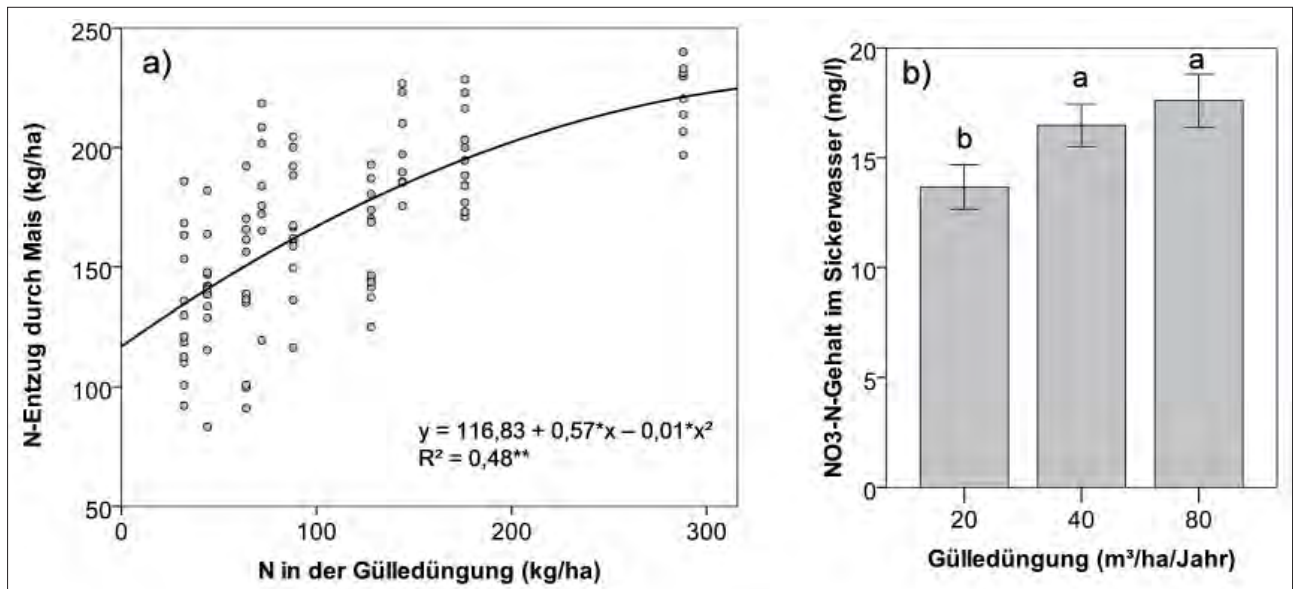 a)
N-Entzug durch Mais (kg/ha)
250
200
150
100
50
0
100
200
300
y = 116,83 + 0,57*x – 0,01*x²
R² = 0,48**
N in der Gülledüngung (kg/ha)
b)
NO3-N-Gehalt im Sickerwasser (mg/l)
20
15
10
5
0
b
a
a
20
40
80
Gülledüngung (m³/ha/Jahr)